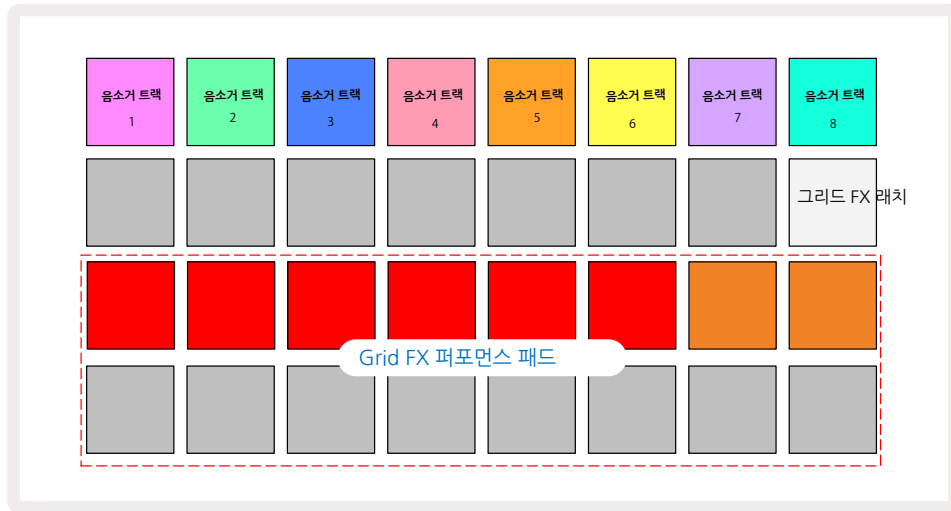 음소거 트랙
1
음소거 트랙
2
음소거 트랙
3
음소거 트랙
4
음소거 트랙
5
음소거 트랙
6
음소거 트랙
7
음소거 트랙
8
그리드 FX 래치
Grid FX 퍼포먼스 패드